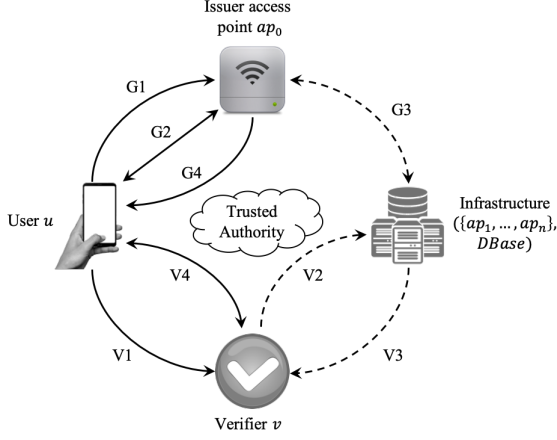 Issuer access
point ap₀
G1
G2
G3
G4
User u
Trusted
Authority
Infrastructure
({ap₁, …, apₙ},
DBase)
V4
V2
V1
V3
Verifier v